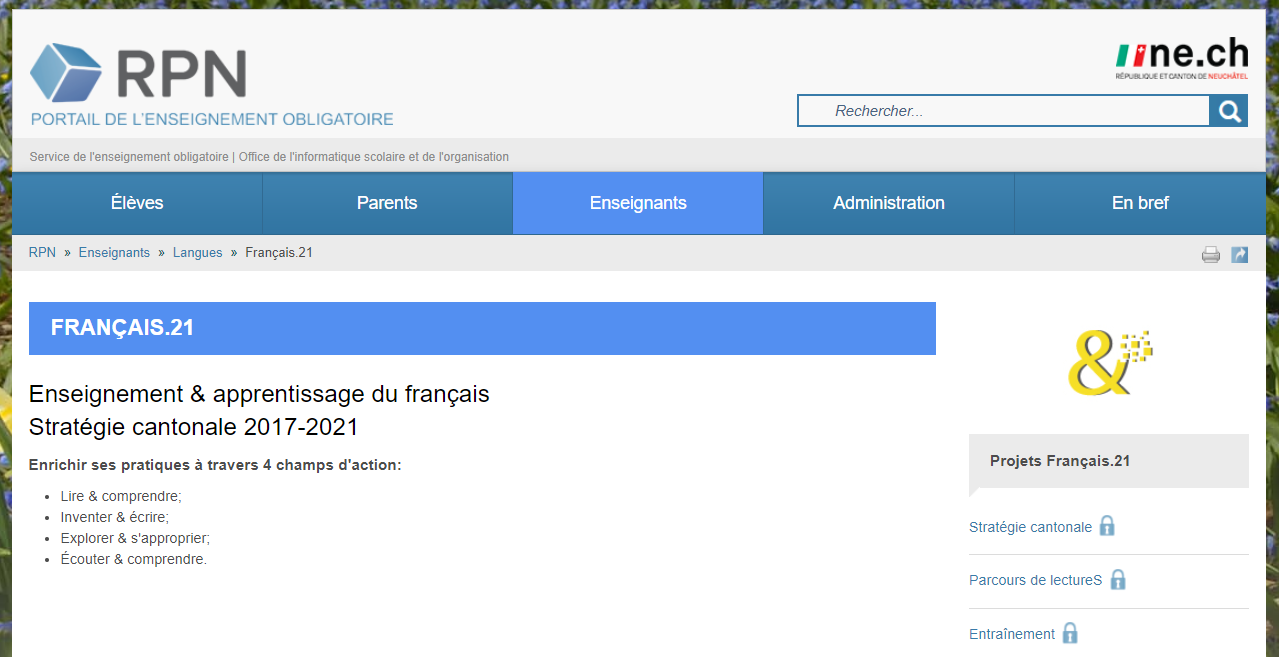 RPN
PORTAIL DE L'ENSEIGNEMENT OBLIGATOIRE
ne.ch
RÉPUBLIQUE ET CANTON DE NEUCHÂTEL
Rechercher...
Service de l'enseignement obligatoire | Office de l'informatique scolaire et de l'organisation
Élèves
Parents
Enseignants
Administration
En bref
RPN » Enseignants » Langues » Français.21
FRANÇAIS.21
Enseignement & apprentissage du français
Stratégie cantonale 2017-2021
Enrichir ses pratiques à travers 4 champs d'action:
• Lire & comprendre;
• Inventer & écrire;
• Explorer & s'approprier;
• Écouter & comprendre.
&
Projets Français.21
Stratégie cantonale
Parcours de lectureS
Entraînement